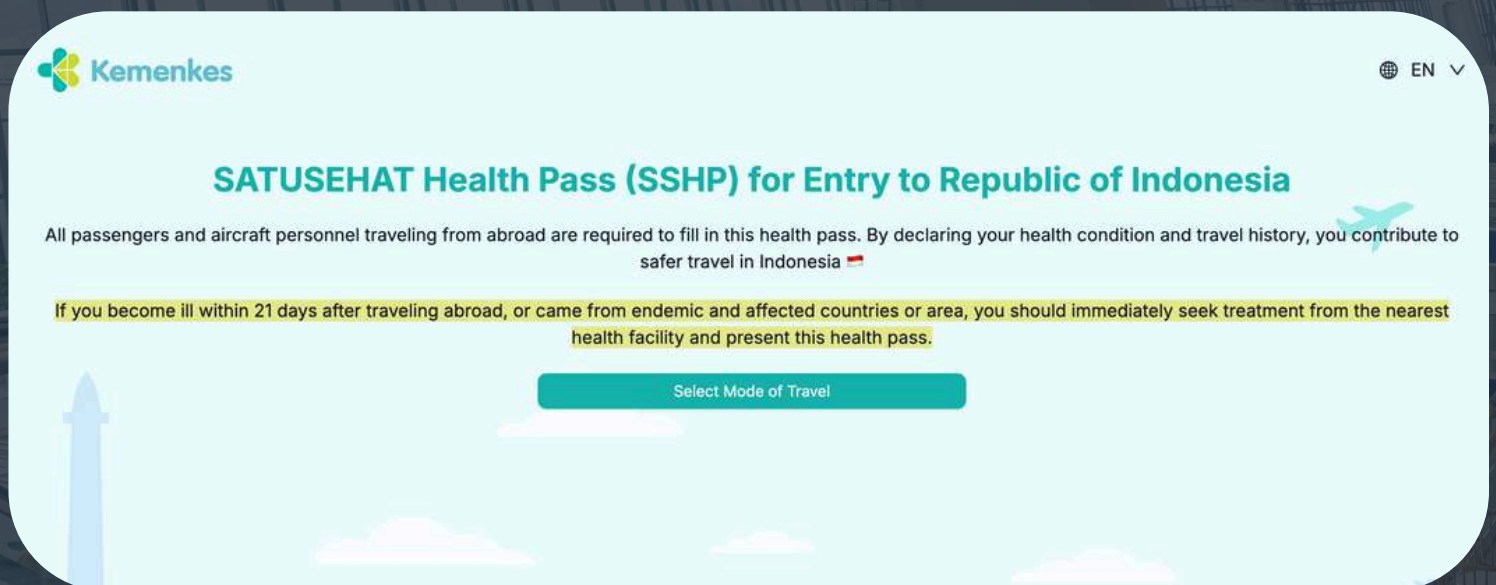 Kemenkes
EN
SATUSEHAT Health Pass (SSHP) for Entry to Republic of Indonesia
All passengers and aircraft personnel traveling from abroad are required to fill in this health pass. By declaring your health condition and travel history, you contribute to
safer travel in Indonesia 🇮🇩
If you become ill within 21 days after traveling abroad, or came from endemic and affected countries or area, you should immediately seek treatment from the nearest
health facility and present this health pass.
Select Mode of Travel